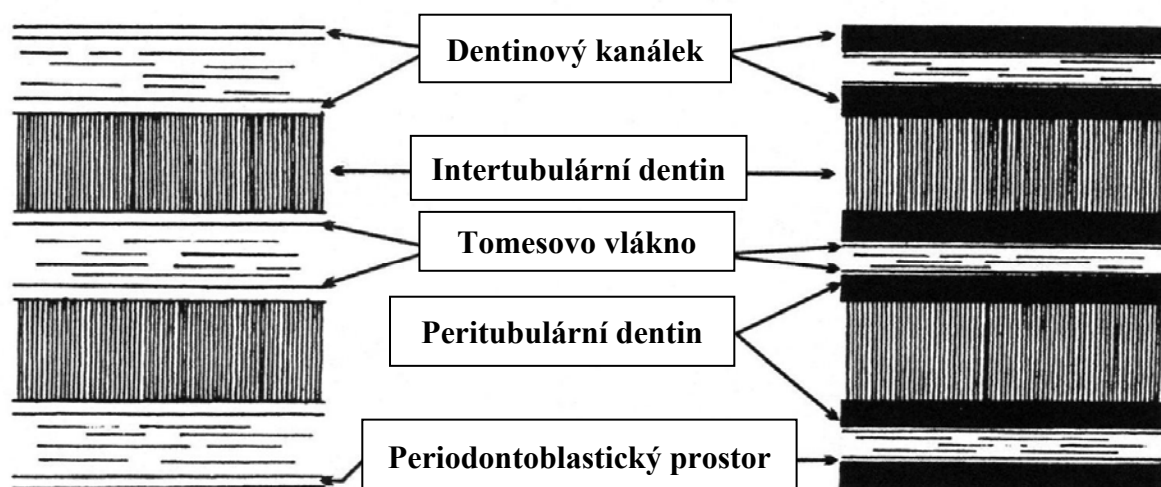 Dentinový kanálek
Intertubulární dentin
Tomesovo vlákno
Peritubulární dentin
Periodontoblastický prostor